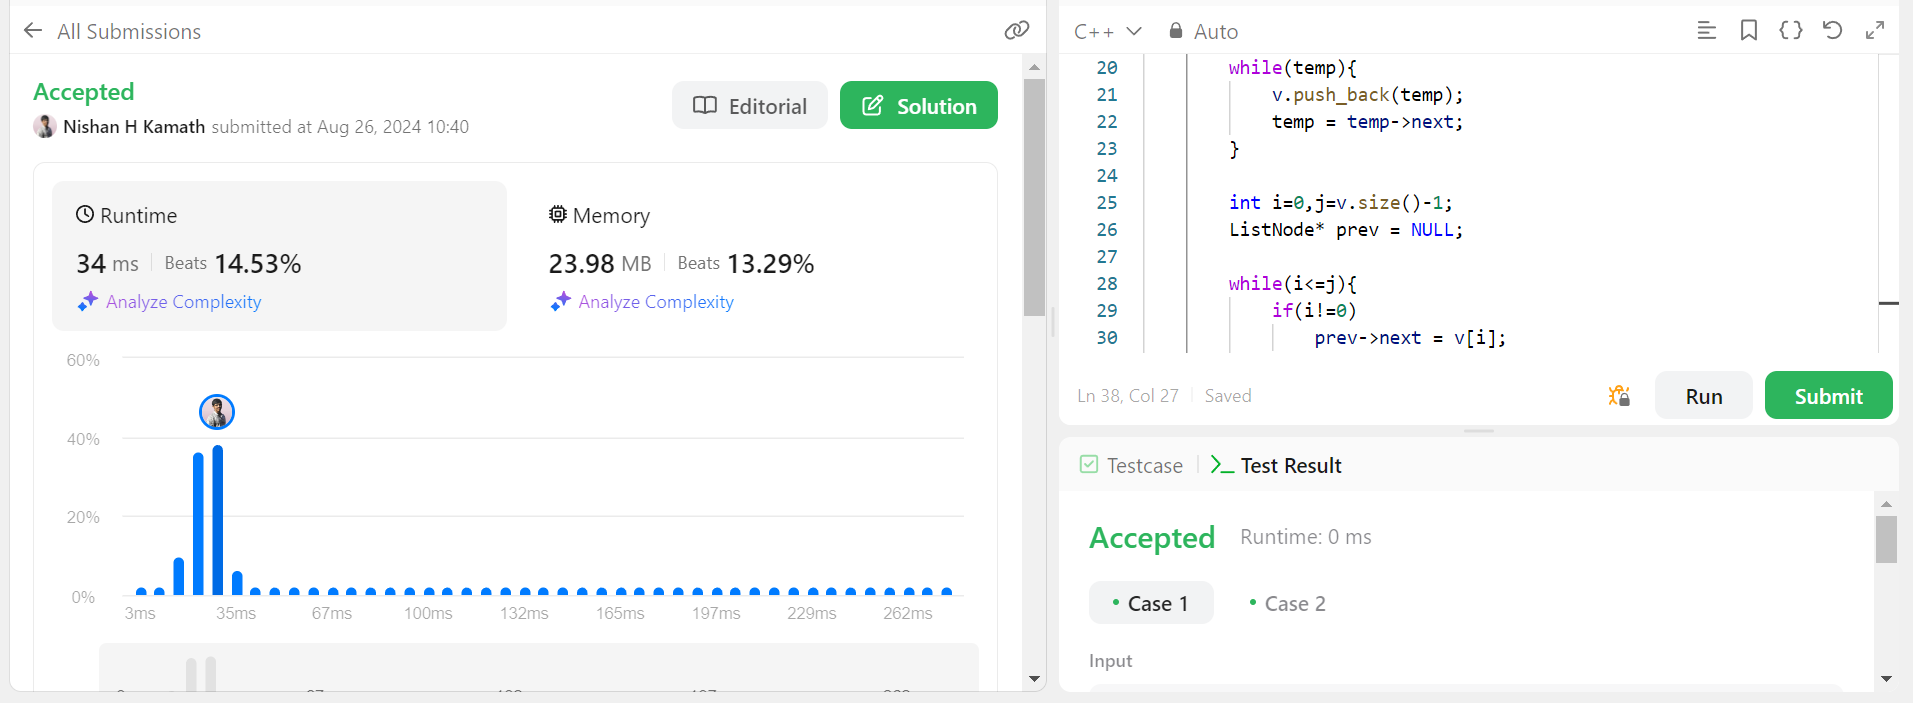 All Submissions
Accepted
Nishan H Kamath submitted at Aug 26, 2024 10:40
Editorial
Solution
Runtime
34 ms
Beats 14.53%
Analyze Complexity
Memory
23.98 MB
Beats 13.29%
Analyze Complexity
60%
40%
20%
0%
3ms 35ms 67ms 100ms 132ms 165ms 197ms 229ms 262ms
C++
Auto
20 while(temp){
21 v.push_back(temp);
22 temp = temp->next;
23 }
24
25 int i=0,j=v.size()-1;
26 ListNode* prev = NULL;
27
28 while(i<=j){
29 if(i!=0)
30 prev->next = v[i];
Ln 38, Col 27
Saved
Run
Submit
Testcase
Test Result
Accepted
Runtime: 0 ms
Case 1
Case 2
Input